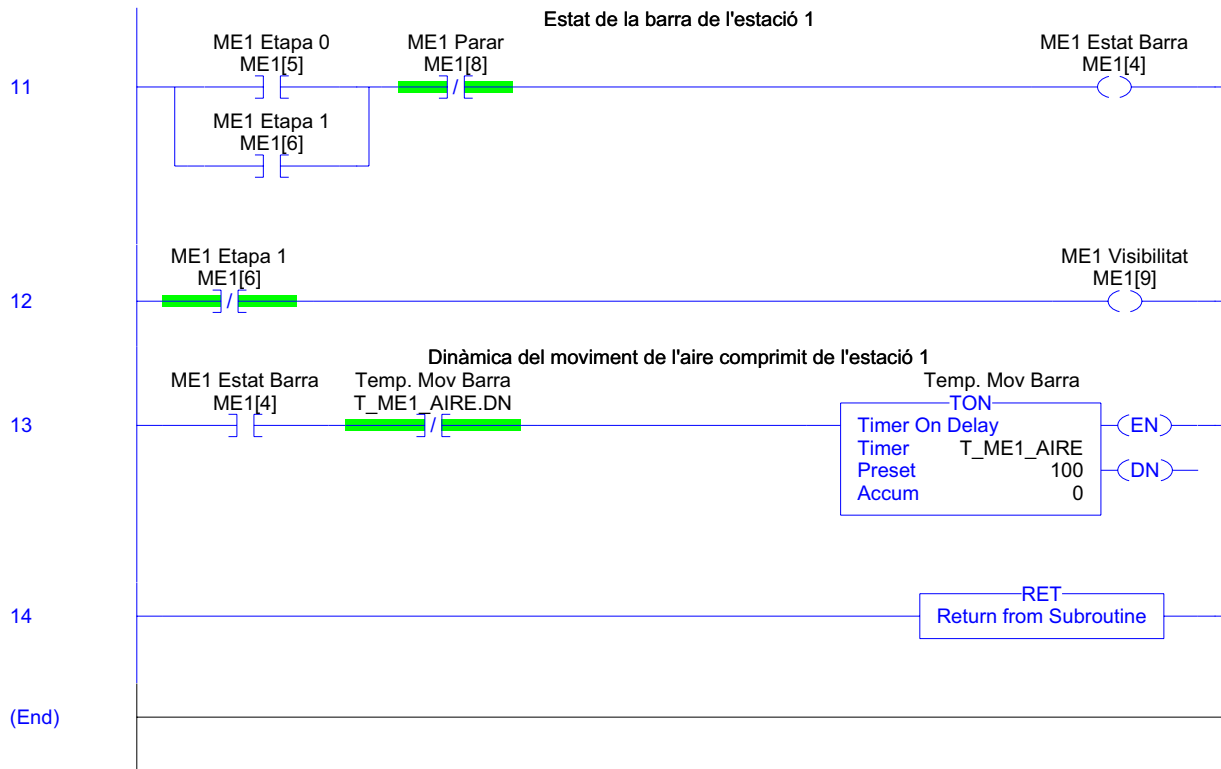 Estat de la barra de l'estació 1
ME1 Etapa 0 ME1 Parar ME1 Estat Barra
ME1[5] ME1[8] ME1[4]
11 /
ME1 Etapa 1
ME1[6]
ME1 Etapa 1 ME1 Visibilitat
ME1[6] ME1[9]
12 /
Dinàmica del moviment de l'aire comprimit de l'estació 1
ME1 Estat Barra Temp. Mov Barra Temp. Mov Barra
ME1[4] T_ME1_AIRE.DN TON
13 / Timer On Delay EN
Timer T_ME1_AIRE
Preset 100 DN
Accum 0
RET
14 Return from Subroutine
(End)